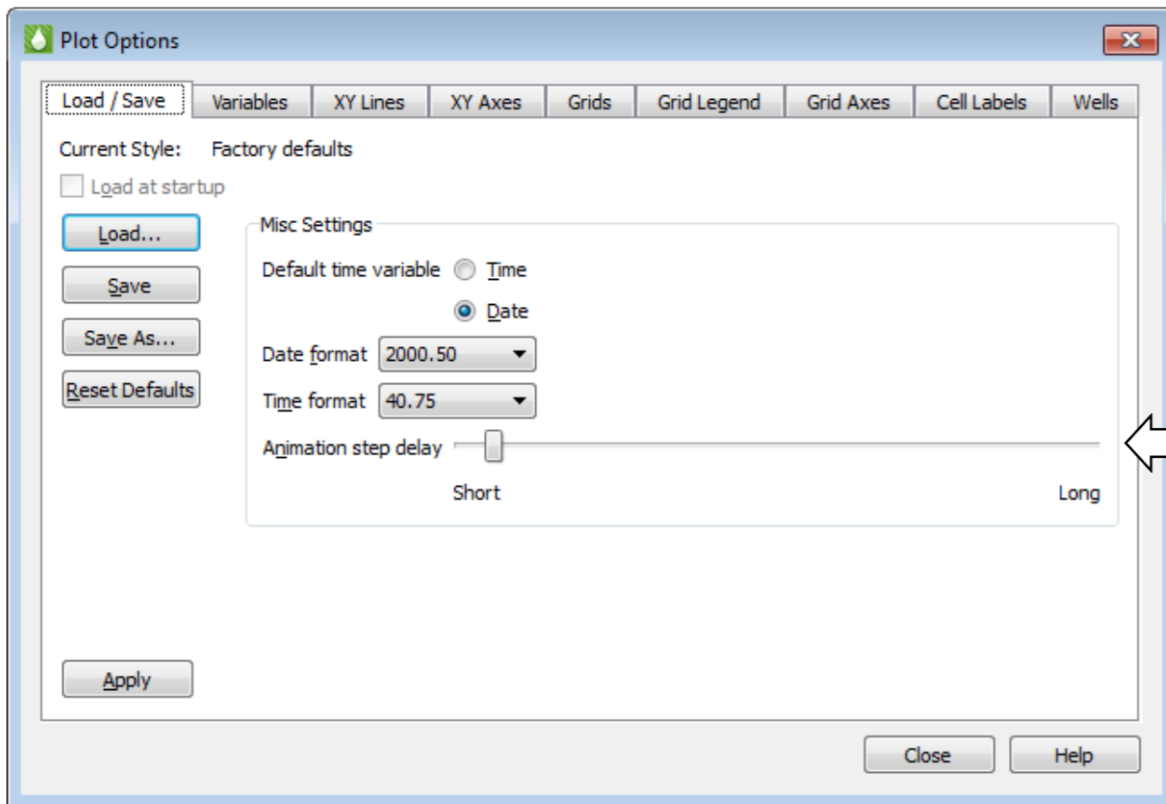 Plot Options
Load / Save Variables XY Lines XY Axes Grids Grid Legend Grid Axes Cell Labels Wells
Current Style: Factory defaults
Load at startup
Load...
Misc Settings
Default time variable Time
Save
Date
Save As...
Date format 2000.50
Reset Defaults
Time format 40.75
Animation step delay
Short Long
Apply
Close Help